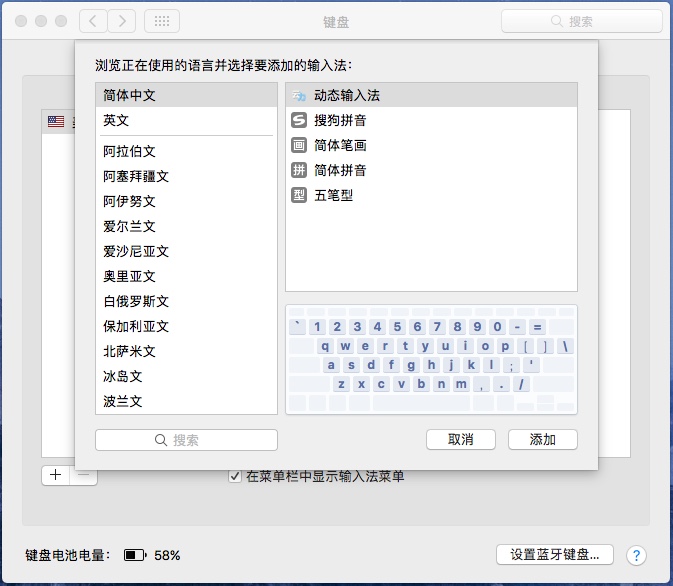 键盘
搜索
浏览正在使用的语言并选择要添加的输入法：
简体中文
英文
阿拉伯文
阿塞拜疆文
阿伊努文
爱尔兰文
爱沙尼亚文
奥里亚文
白俄罗斯文
保加利亚文
北萨米文
冰岛文
波兰文
动态输入法
搜狗拼音
画 简体笔画
拼 简体拼音
型 五笔型
` 1 2 3 4 5 6 7 8 9 0 - =
q w e r t y u i o p [ ] \
a s d f g h j k l ; '
z x c v b n m , . /
搜索
取消
添加
在菜单栏中显示输入法菜单
键盘电池电量：
58%
设置蓝牙键盘...
?